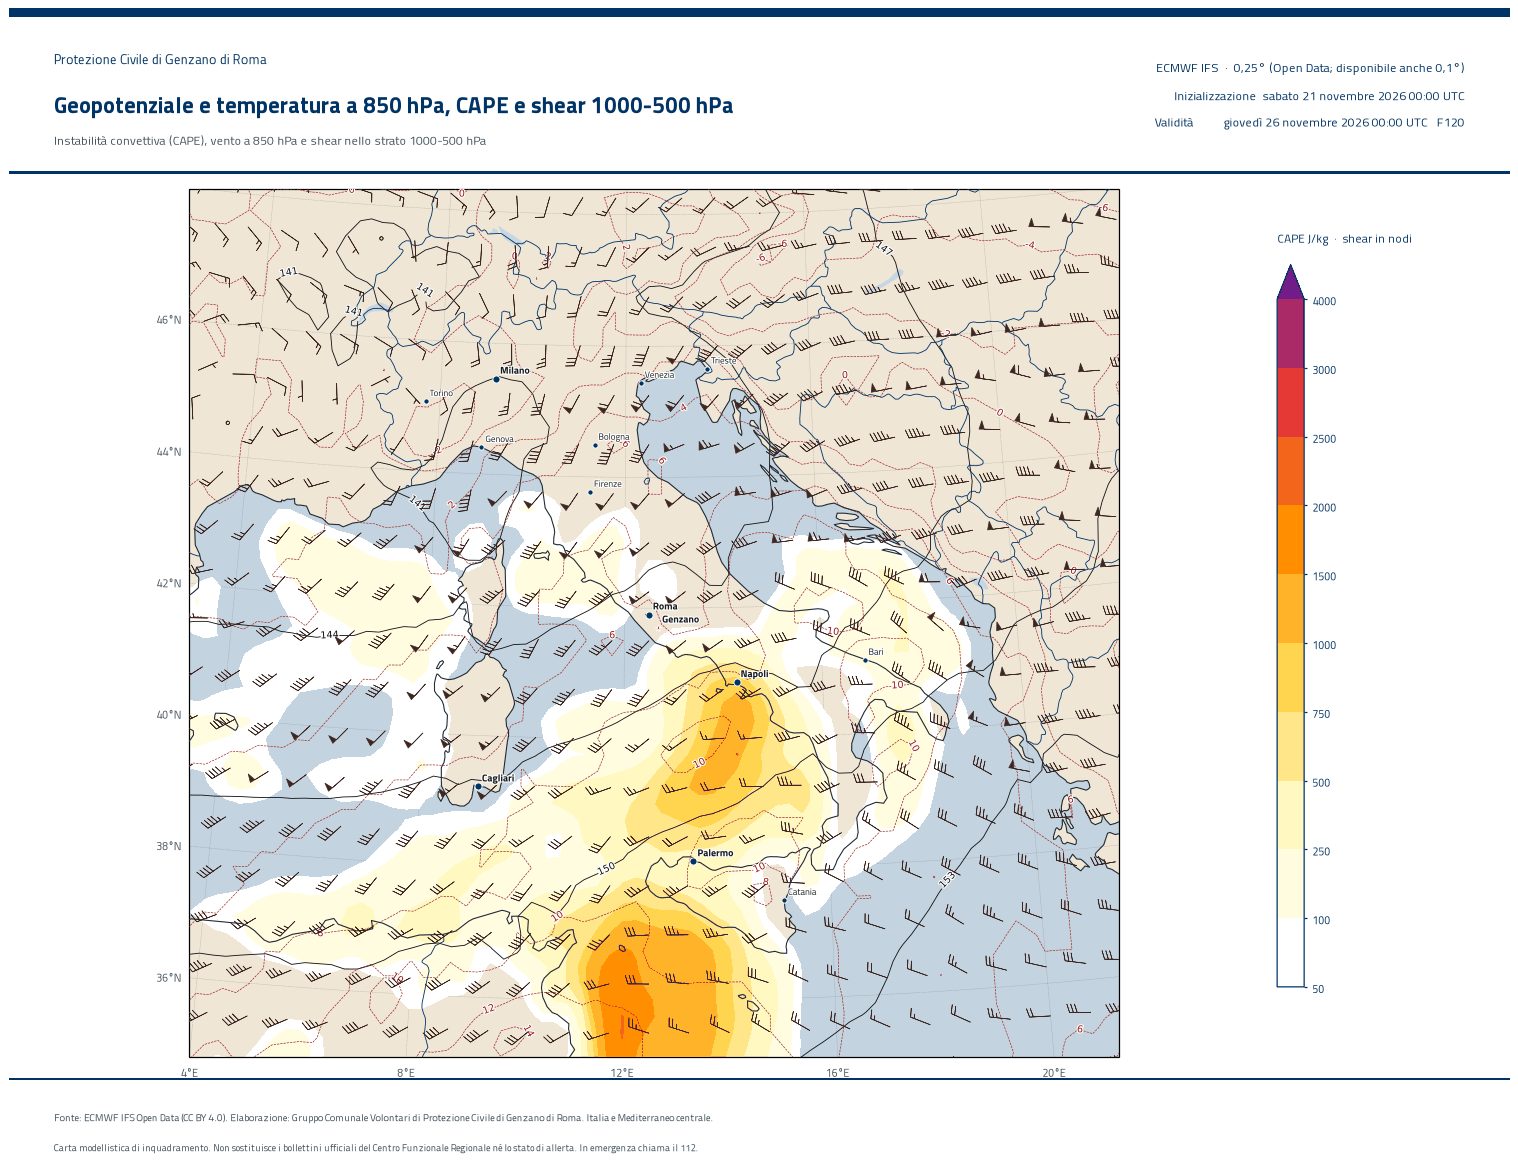 Protezione Civile di Genzano di Roma
Geopotenziale e temperatura a 850 hPa, CAPE e shear 1000-500 hPa
Instabilità convettiva (CAPE), vento a 850 hPa e shear nello strato 1000-500 hPa
ECMWF IFS · 0,25° (Open Data; disponibile anche 0,1°)
Inizializzazione sabato 21 novembre 2026 00:00 UTC
Validità giovedì 26 novembre 2026 00:00 UTC F120
CAPE J/kg · shear in nodi
4000
3000
2500
2000
1500
1000
750
500
250
100
50
46°N
44°N
42°N
40°N
38°N
36°N
4°E
8°E
12°E
16°E
20°E
Milano
Torino
Venezia
Trieste
Genova
Bologna
Firenze
Roma
Genzano
Napoli
Bari
Cagliari
Palermo
Catania
141
141
141
147
144
150
153
Fonte: ECMWF IFS Open Data (CC BY 4.0). Elaborazione: Gruppo Comunale Volontari di Protezione Civile di Genzano di Roma. Italia e Mediterraneo centrale.
Carta modellistica di inquadramento. Non sostituisce i bollettini ufficiali del Centro Funzionale Regionale né lo stato di allerta. In emergenza chiama il 112.